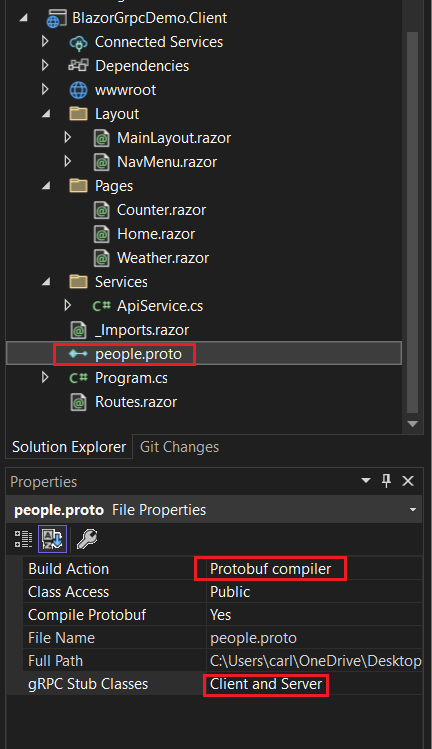 BlazorGrpcDemo.Client
Connected Services
Dependencies
wwwroot
Layout
MainLayout.razor
NavMenu.razor
Pages
Counter.razor
Home.razor
Weather.razor
Services
C# ApiService.cs
_Imports.razor
people.proto
C# Program.cs
Routes.razor
Solution Explorer Git Changes
Properties
people.proto File Properties
Build Action Protobuf compiler
Class Access Public
Compile Protobuf Yes
File Name people.proto
Full Path C:\Users\carl\OneDrive\Desktop
gRPC Stub Classes Client and Server